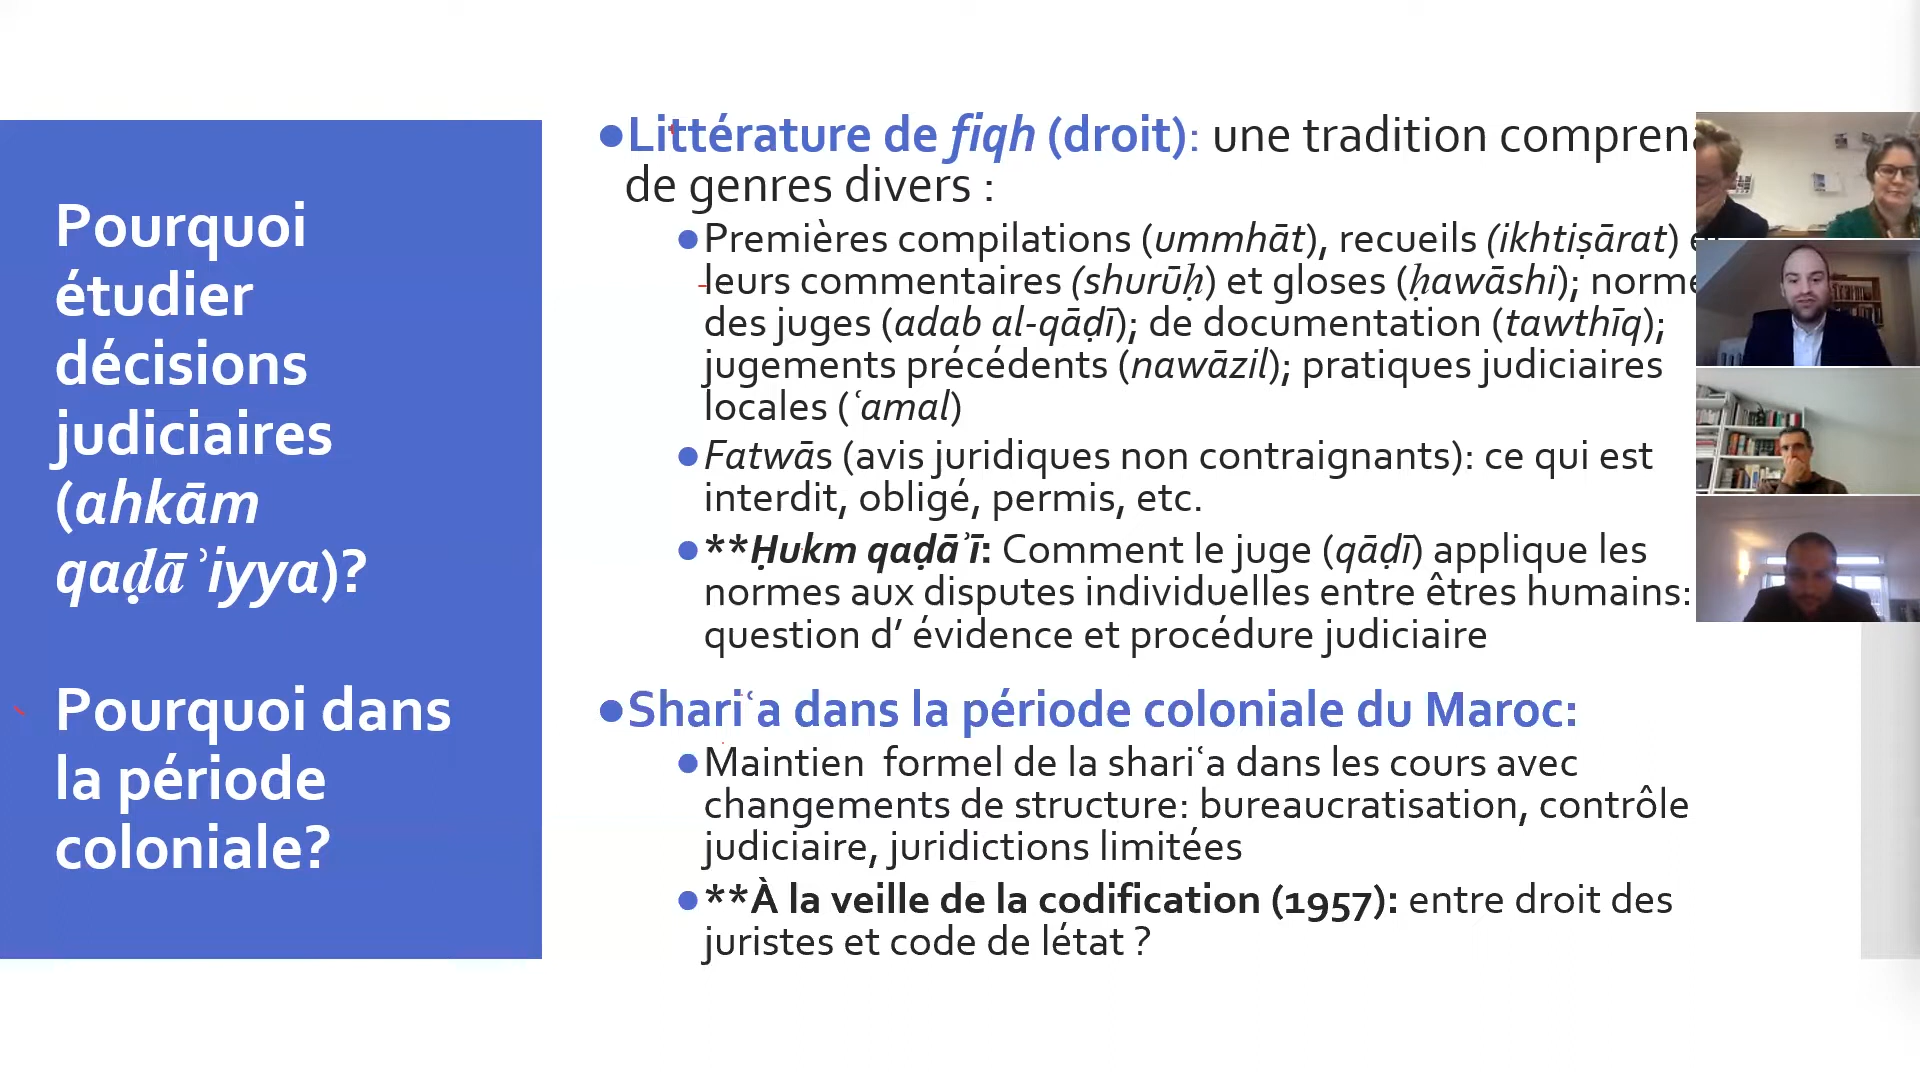 Pourquoi
étudier
décisions
judiciaires
(ahkām
qaḍāʾiyya)?
Pourquoi dans
la période
coloniale?
●Littérature de fiqh (droit): une tradition comprena
de genres divers :
●Premières compilations (ummhāt), recueils (ikhtiṣārat)
leurs commentaires (shurūḥ) et gloses (ḥawāshi); norme
des juges (adab al-qāḍī); de documentation (tawthīq);
jugements précédents (nawāzil); pratiques judiciaires
locales (ʿamal)
●Fatwās (avis juridiques non contraignants): ce qui est
interdit, obligé, permis, etc.
●**Ḥukm qaḍāʾī: Comment le juge (qāḍī) applique les
normes aux disputes individuelles entre êtres humains:
question d’ évidence et procédure judiciaire
●Shariʿa dans la période coloniale du Maroc:
●Maintien  formel de la shariʿa dans les cours avec
changements de structure: bureaucratisation, contrôle
judiciaire, juridictions limitées
●**À la veille de la codification (1957): entre droit des
juristes et code de létat ?